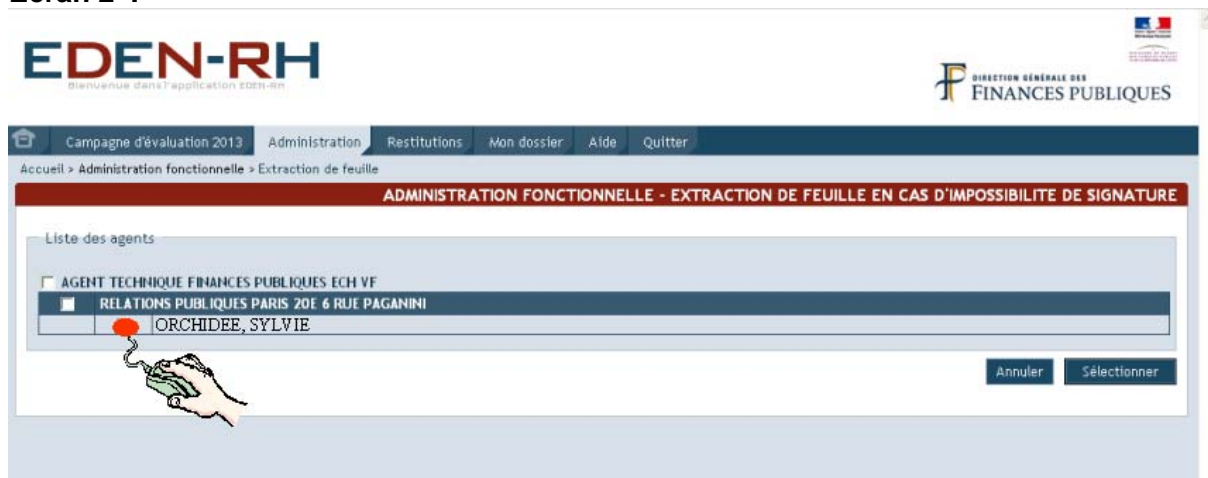 EDEN-RH
Bienvenue dans l'application EDEN-RH
DIRECTION GÉNÉRALE DES
FINANCES PUBLIQUES
Campagne d'évaluation 2013 Administration Restitutions Mon dossier Aide Quitter
Accueil > Administration fonctionnelle > Extraction de feuille
ADMINISTRATION FONCTIONNELLE - EXTRACTION DE FEUILLE EN CAS D'IMPOSSIBILITE DE SIGNATURE
Liste des agents
AGENT TECHNIQUE FINANCES PUBLIQUES ECH VF
RELATIONS PUBLIQUES PARIS 20E 6 RUE PAGANINI
ORCHIDEE, SYLVIE
Annuler Sélectionner